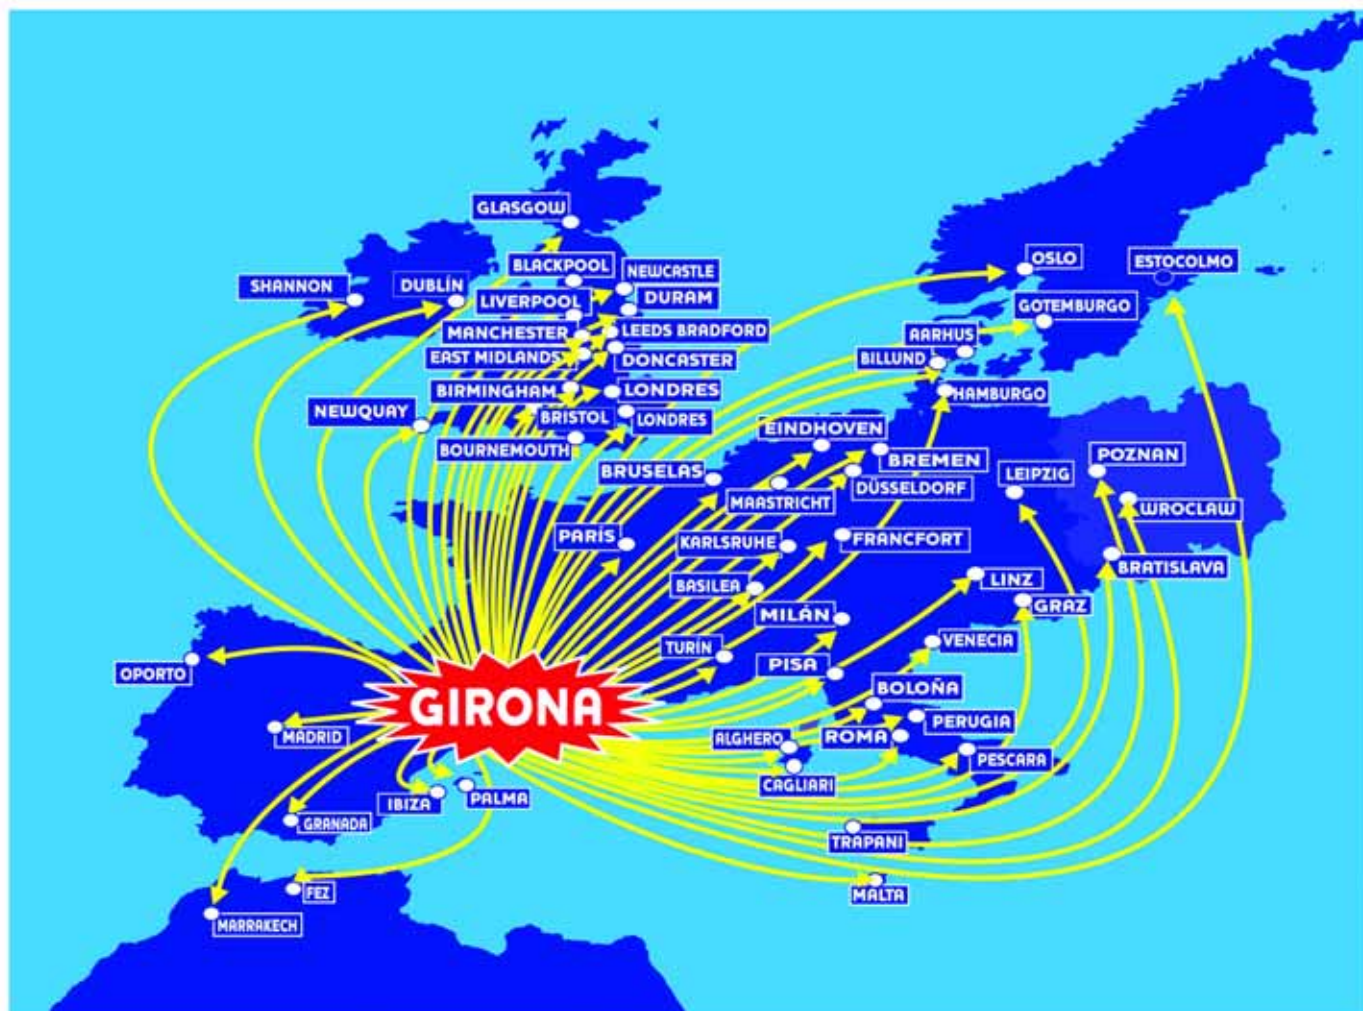 GLASGOW
BLACKPOOL
NEWCASTLE
OSLO
ESTOCOLMO
SHANNON
DUBLÍN
LIVERPOOL
DURAM
GOTEMBURGO
MANCHESTER
LEEDS BRADFORD
AARHUS
EAST MIDLANDS
DONCASTER
BILLUND
BIRMINGHAM
LONDRES
HAMBURGO
NEWQUAY
BRISTOL
LONDRES
EINDHOVEN
BOURNEMOUTH
BREMEN
POZNAN
BRUSELAS
LEIPZIG
MAASTRICHT
DÜSSELDORF
WROCLAW
PARÍS
KARLSRUHE
FRANCFORT
BRATISLAVA
BASILEA
LINZ
MILÁN
GRAZ
TURÍN
VENECIA
OPORTO
PISA
BOLOÑA
GIRONA
PERUGIA
MADRID
ALGHERO
ROMA
PESCARA
CAGLIARI
IBIZA
PALMA
GRANADA
TRAPANI
FEZ
MALTA
MARRAKECH